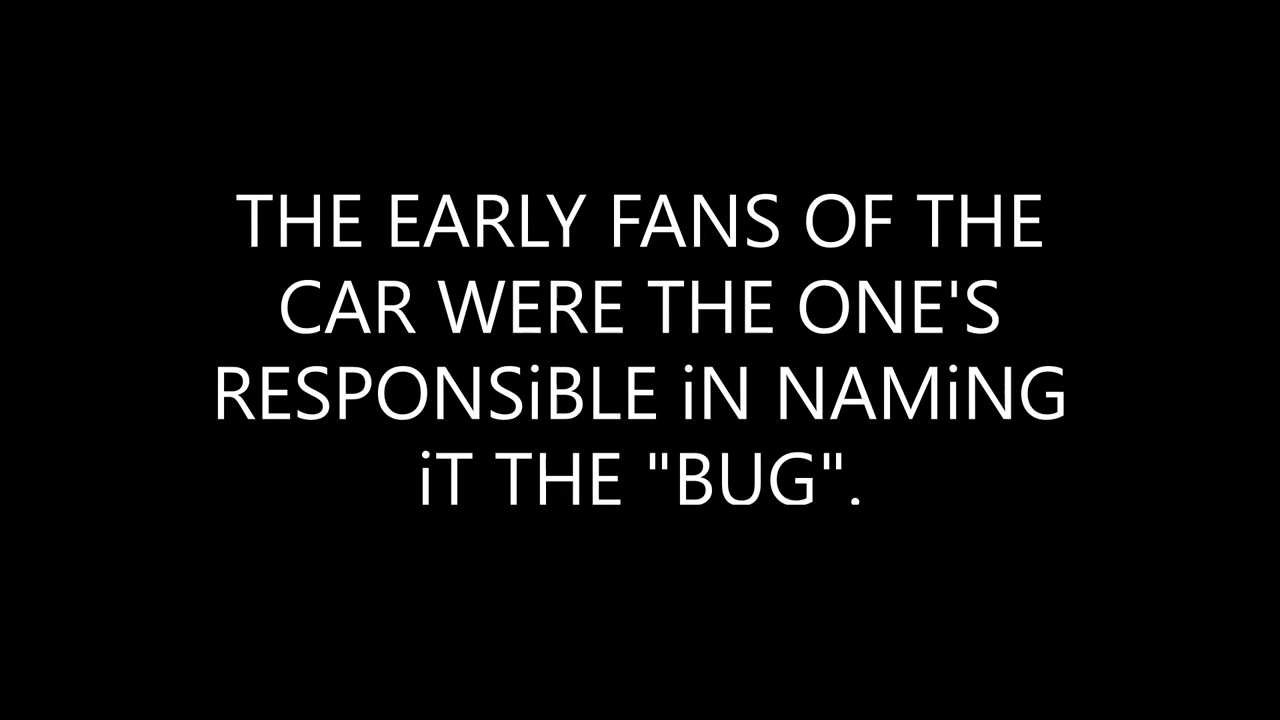 THE EARLY FANS OF THE
CAR WERE THE ONE'S
RESPONSiBLE iN NAMiNG
iT THE "BUG".